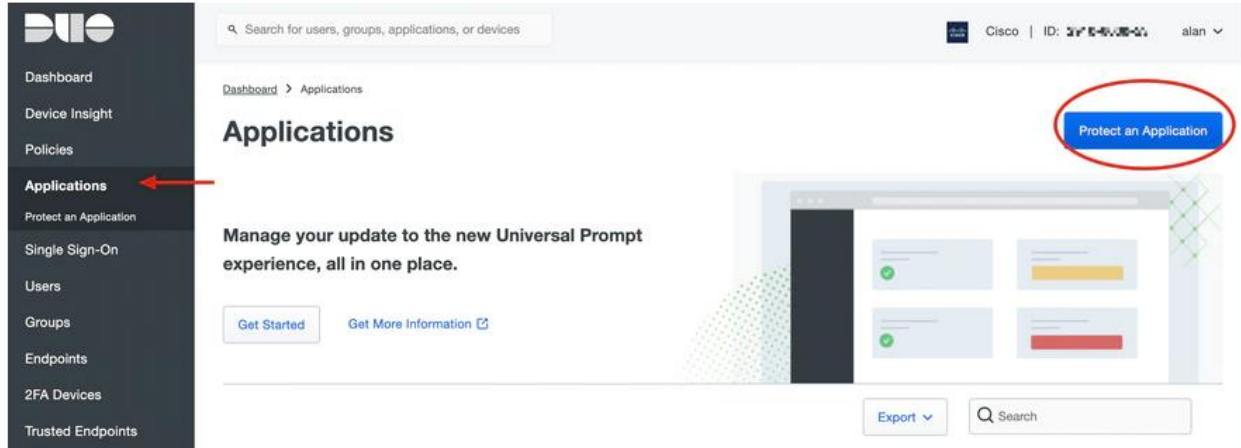 DUO
Search for users, groups, applications, or devices
Cisco | ID:
alan
Dashboard
Device Insight
Policies
Applications
Protect an Application
Single Sign-On
Users
Groups
Endpoints
2FA Devices
Trusted Endpoints
Dashboard > Applications
Applications
Protect an Application
Manage your update to the new Universal Prompt
experience, all in one place.
Get Started
Get More Information
Export
Search